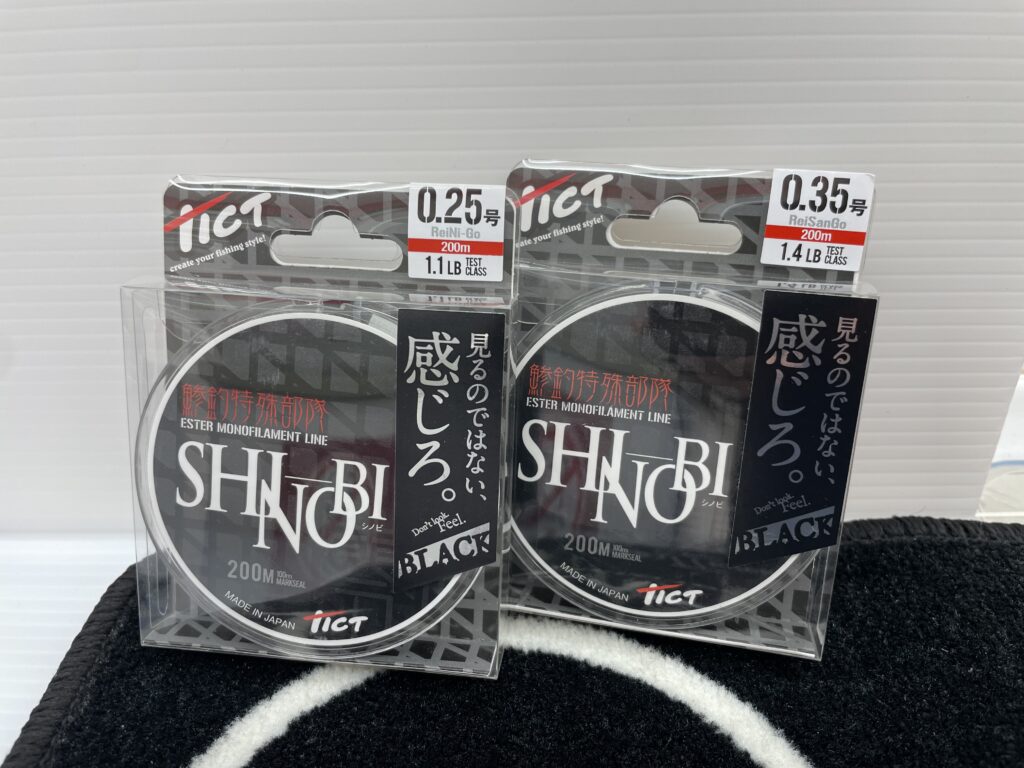 TICT
create your fishing style!
0.25号
ReiNi-Go
200m
1.1 LB TEST CLASS
鯵釣特殊部隊
ESTER MONOFILAMENT LINE
SHINOBI
シノビ
200M 100m MARKSEAL
MADE IN JAPAN
TICT
見るのではない、
感じろ。
Don't look
Feel.
BLACK
TICT
create your fishing style!
0.35号
ReiSanGo
200m
1.4 LB TEST CLASS
鯵釣特殊部隊
ESTER MONOFILAMENT LINE
SHINOBI
シノビ
200M 100m MARKSEAL
MADE IN JAPAN
TICT
見るのではない、
感じろ。
Don't look
Feel.
BLACK